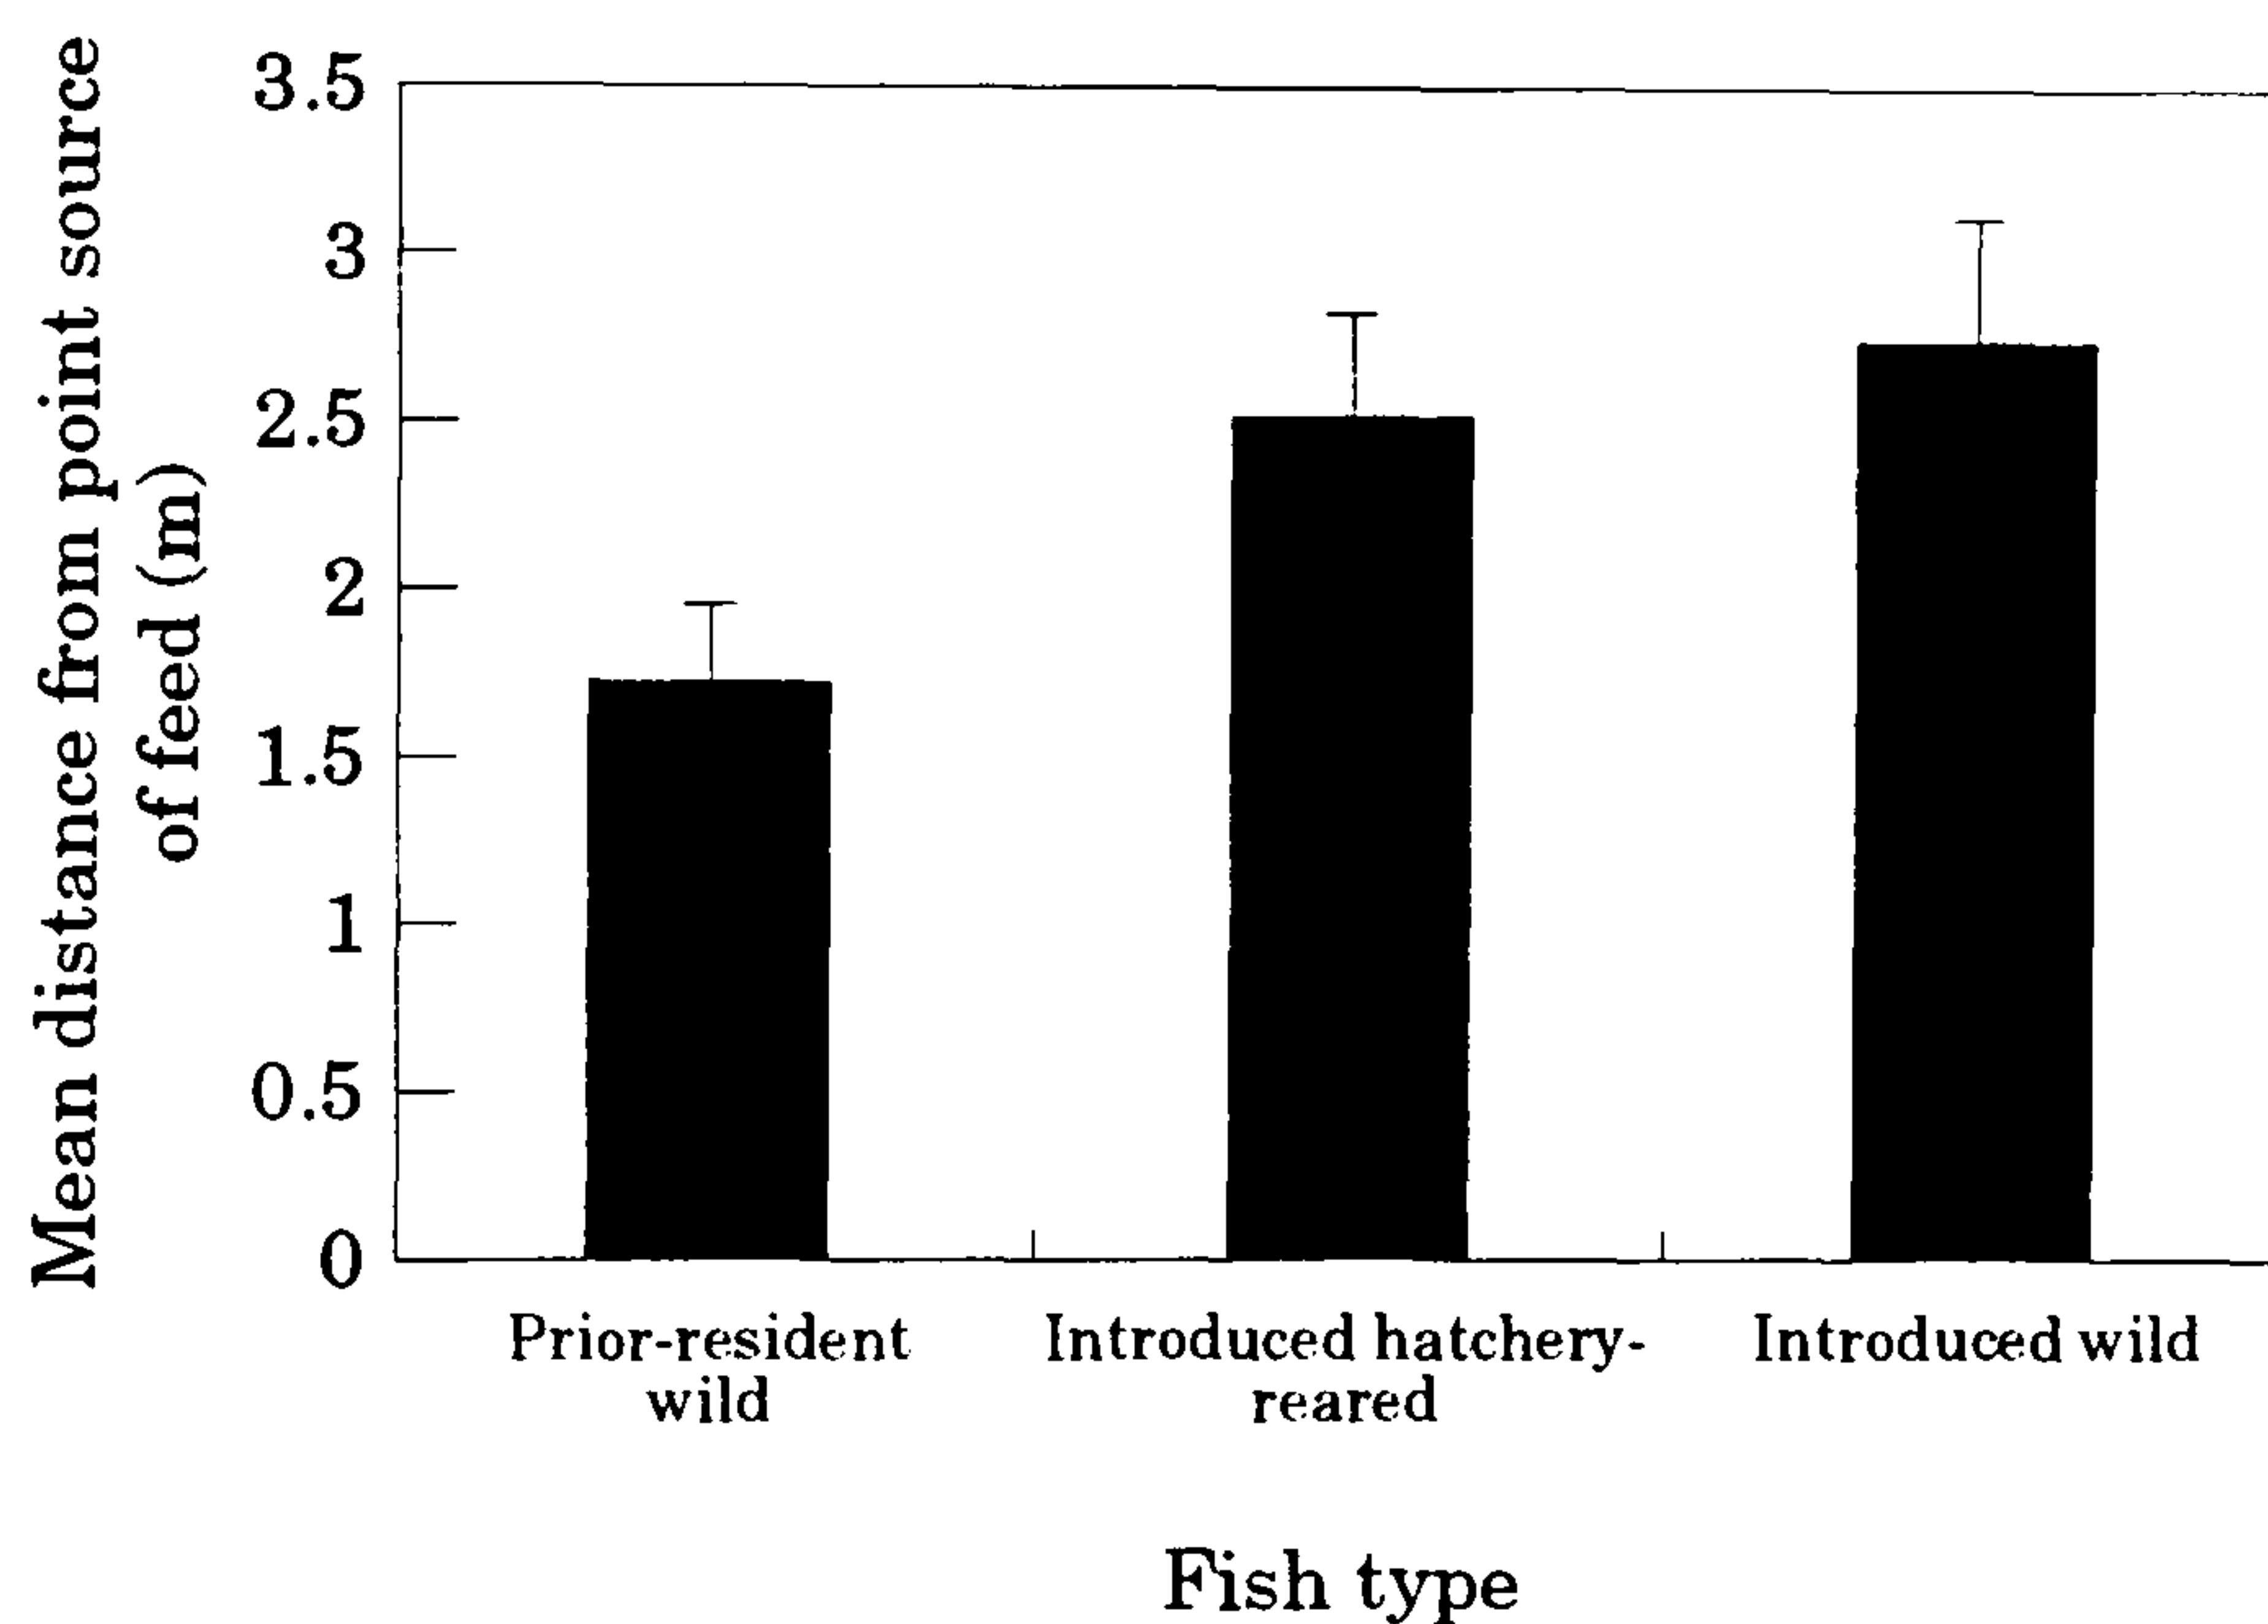 Mean distance from point source
of feed (m)
3.5
3
2.5
2
1.5
1
0.5
0
Prior-resident
wild
Introduced hatchery-
reared
Introduced wild
Fish type